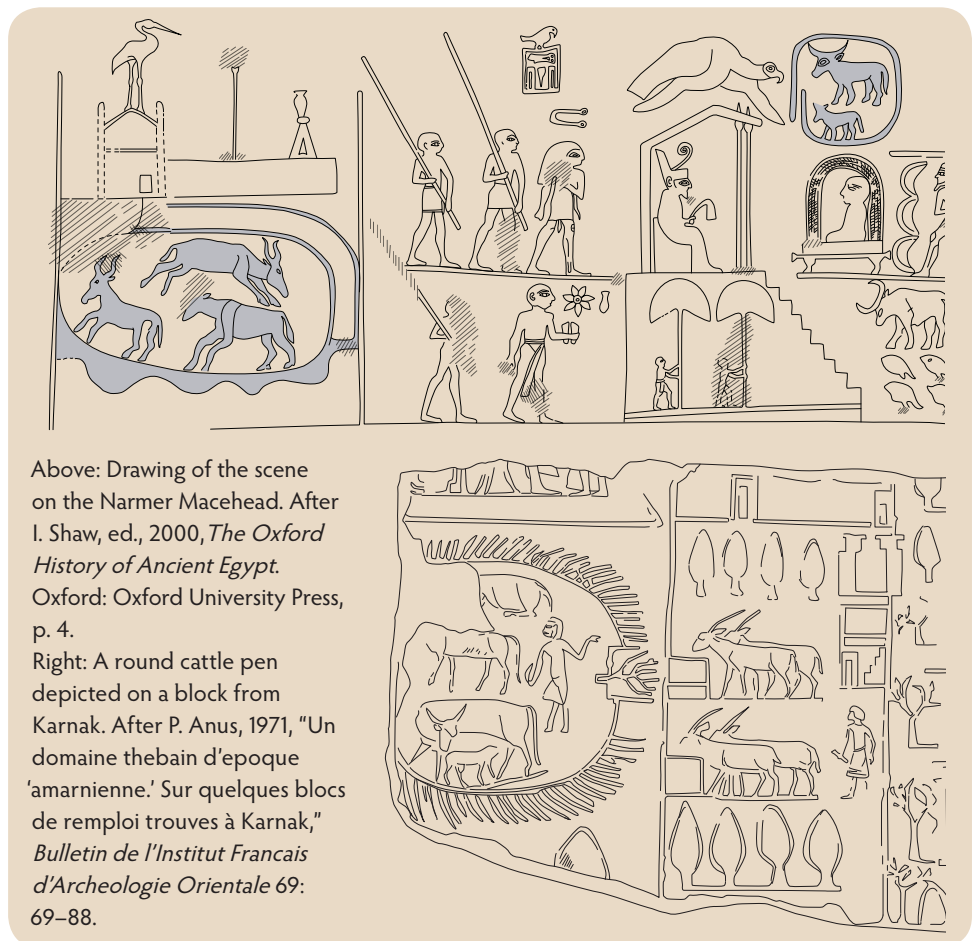 Above: Drawing of the scene
on the Narmer Macehead. After
I. Shaw, ed., 2000, The Oxford
History of Ancient Egypt.
Oxford: Oxford University Press,
p. 4.
Right: A round cattle pen
depicted on a block from
Karnak. After P. Anus, 1971, “Un
domaine thebain d’epoque
‘amarnienne.’ Sur quelques blocs
de remploi trouves à Karnak,”
Bulletin de l’Institut Francais
d’Archeologie Orientale 69:
69–88.